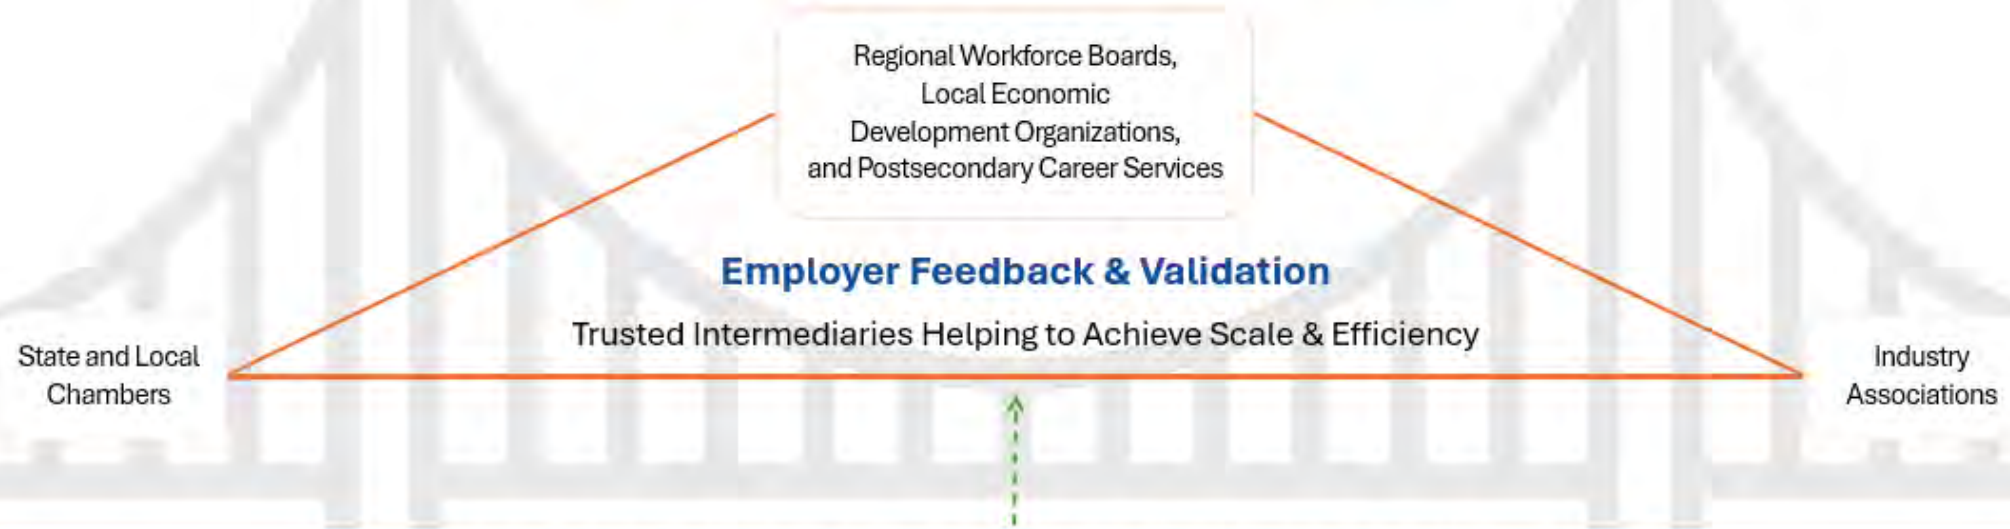 Regional Workforce Boards,
Local Economic
Development Organizations,
and Postsecondary Career Services
Employer Feedback & Validation
Trusted Intermediaries Helping to Achieve Scale & Efficiency
State and Local
Chambers
Industry
Associations